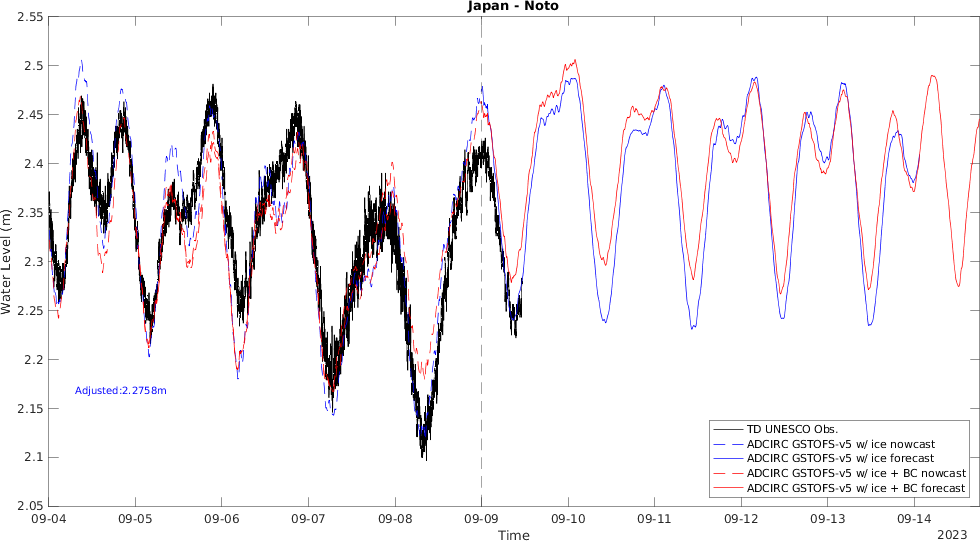 Japan - Noto
2.55
2.5
2.45
2.4
2.35
2.3
2.25
2.2
2.15
2.1
2.05
Water Level (m)
Adjusted:2.2758m
TD UNESCO Obs.
ADCIRC GSTOFS-v5 w/ ice nowcast
ADCIRC GSTOFS-v5 w/ ice forecast
ADCIRC GSTOFS-v5 w/ ice + BC nowcast
ADCIRC GSTOFS-v5 w/ ice + BC forecast
09-04 09-05 09-06 09-07 09-08 09-09 09-10 09-11 09-12 09-13 09-14
Time
2023